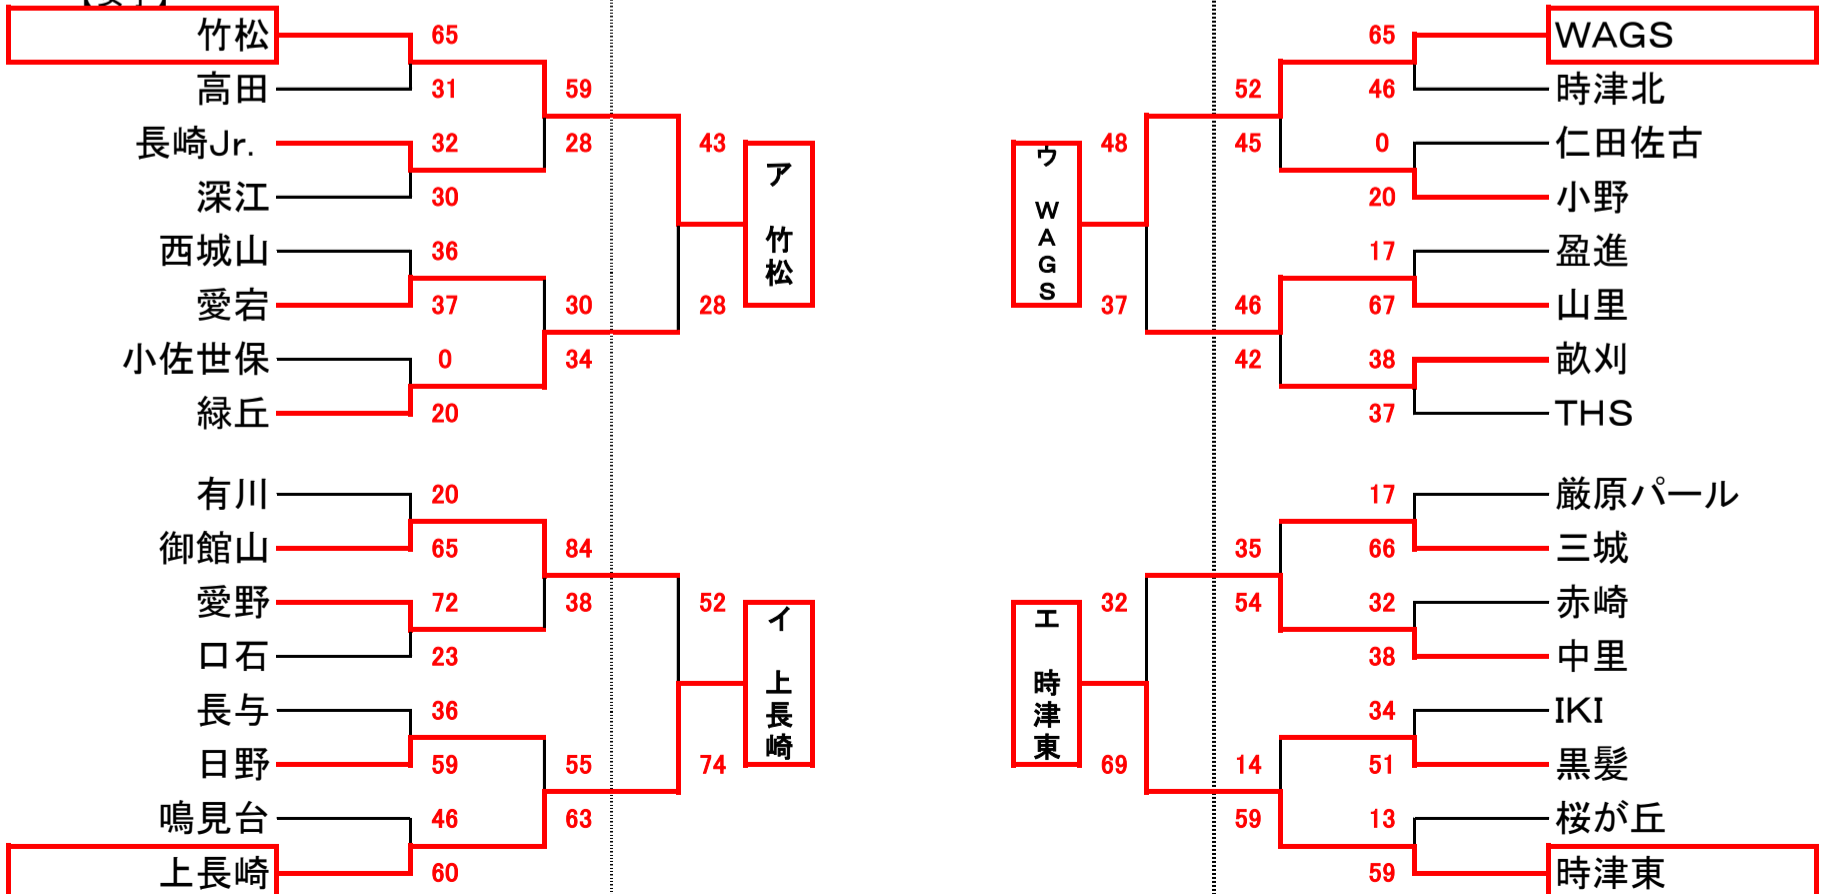 竹松 65 65 WAGS
高田 31 59 52 46 時津北
長崎Jr. 32 28 43 48 45 0 仁田佐古
深江 30 20 小野
ア 竹松
ウ WAGS
西城山 36 17 盈進
愛宕 37 30 28 37 46 67 山里
小佐世保 0 34 42 38 畝刈
緑丘 20 37 THS
有川 20 17 厳原パール
御館山 65 84 35 66 三城
愛野 72 38 52 32 54 32 赤崎
口石 23 38 中里
イ 上長崎
エ 時津東
長与 36 34 IKI
日野 59 55 74 69 14 51 黒髪
鳴見台 46 63 59 13 桜が丘
上長崎 60 59 時津東